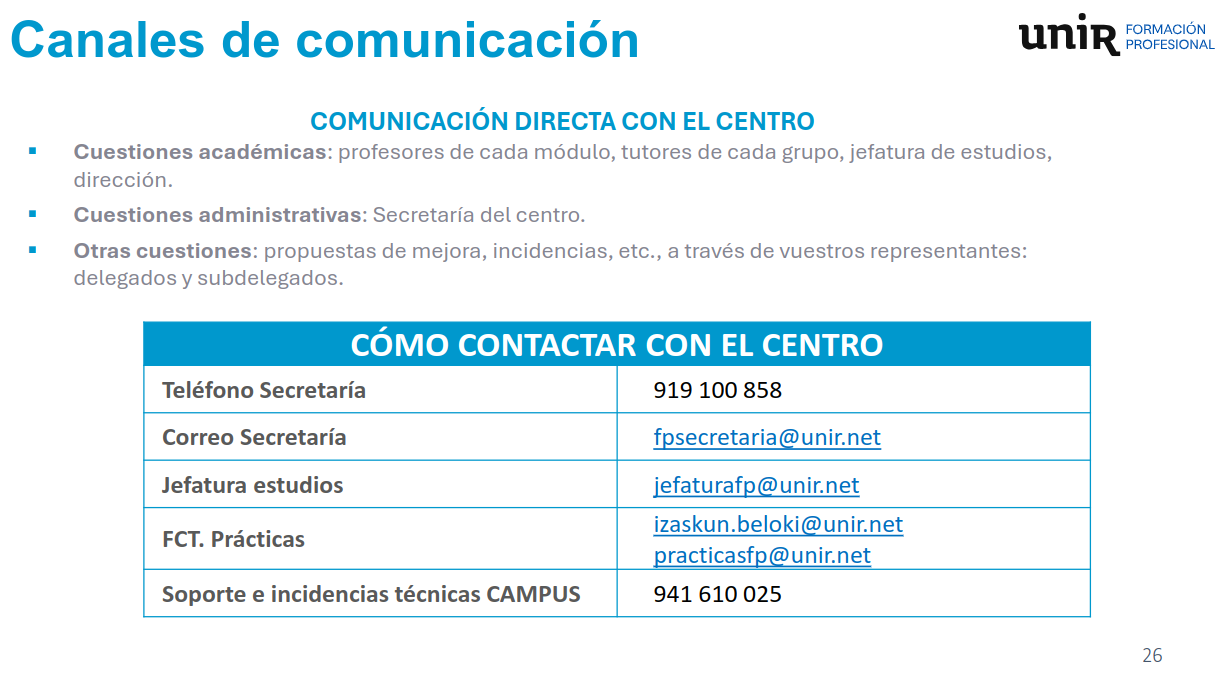 Canales de comunicación
unir FORMACIÓN PROFESIONAL
COMUNICACIÓN DIRECTA CON EL CENTRO
▪ Cuestiones académicas: profesores de cada módulo, tutores de cada grupo, jefatura de estudios,
dirección.
▪ Cuestiones administrativas: Secretaría del centro.
▪ Otras cuestiones: propuestas de mejora, incidencias, etc., a través de vuestros representantes:
delegados y subdelegados.
CÓMO CONTACTAR CON EL CENTRO
Teléfono Secretaría 919 100 858
Correo Secretaría fpsecretaria@unir.net
Jefatura estudios jefaturafp@unir.net
FCT. Prácticas izaskun.beloki@unir.net
practicasfp@unir.net
Soporte e incidencias técnicas CAMPUS 941 610 025
26